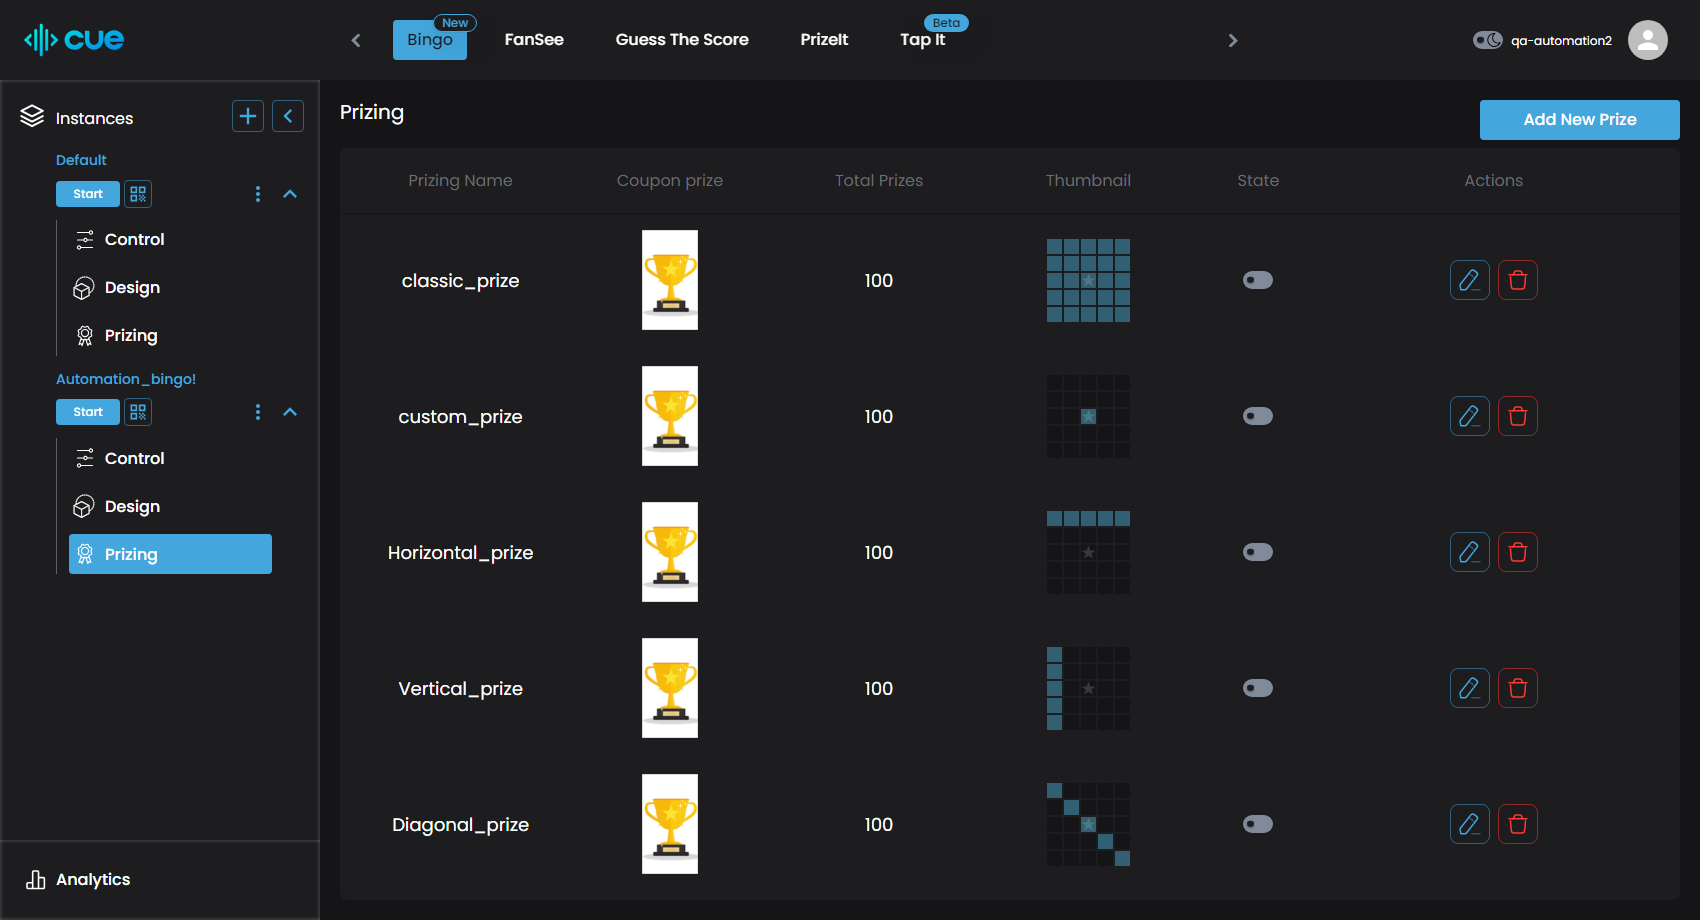 cue
Bingo
New
FanSee
Guess The Score
PrizeIt
Tap It
Beta
qa-automation2
Instances
Default
Start
Control
Design
Prizing
Automation_bingo!
Start
Control
Design
Prizing
Analytics
Prizing
Add New Prize
Prizing Name Coupon prize Total Prizes Thumbnail State Actions
classic_prize 100
custom_prize 100
Horizontal_prize 100
Vertical_prize 100
Diagonal_prize 100